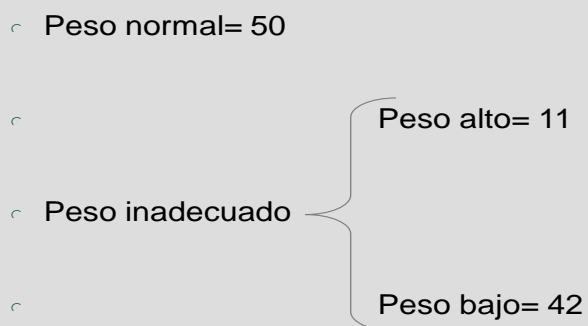 Peso normal= 50
Peso alto= 11
Peso inadecuado
Peso bajo= 42